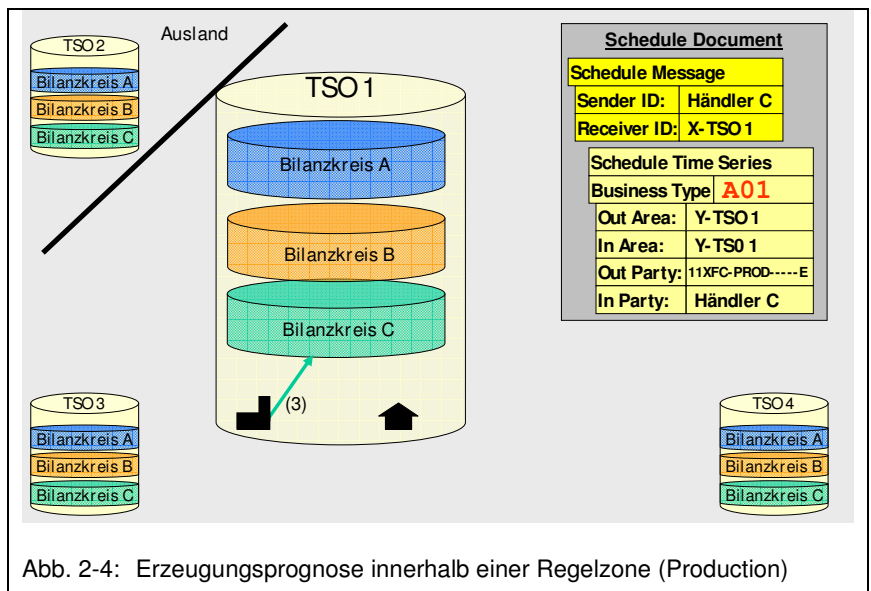 Ausland
TSO 2
Bilanzkreis A
Bilanzkreis B
Bilanzkreis C
TSO 1
Bilanzkreis A
Bilanzkreis B
Bilanzkreis C
(3)
Schedule Document
Schedule Message
Sender ID: Händler C
Receiver ID: X-TSO 1
Schedule Time Series
Business Type A01
Out Area: Y-TSO 1
In Area: Y-TS0 1
Out Party: 11XFC-PROD-----E
In Party: Händler C
TSO 3
Bilanzkreis A
Bilanzkreis B
Bilanzkreis C
TSO 4
Bilanzkreis A
Bilanzkreis B
Bilanzkreis C
Abb. 2-4: Erzeugungsprognose innerhalb einer Regelzone (Production)